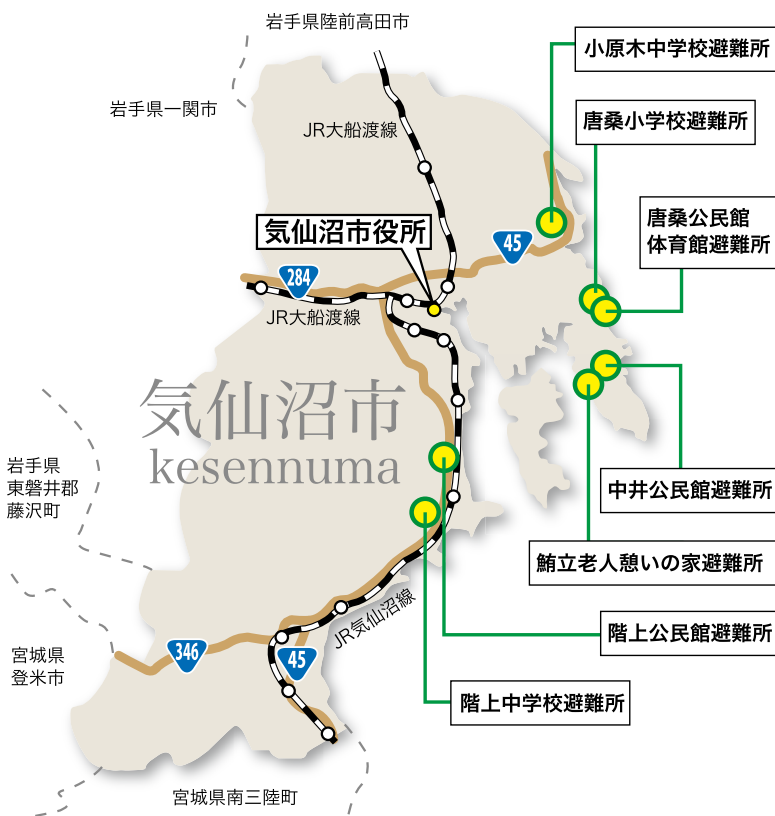 岩手県陸前高田市
小原木中学校避難所
岩手県一関市
唐桑小学校避難所
JR大船渡線
唐桑公民館
体育館避難所
気仙沼市役所
45
284
JR大船渡線
気仙沼市
kesennuma
岩手県
東磐井郡
藤沢町
中井公民館避難所
鮪立老人憩いの家避難所
JR気仙沼線
階上公民館避難所
346
45
宮城県
登米市
階上中学校避難所
宮城県南三陸町